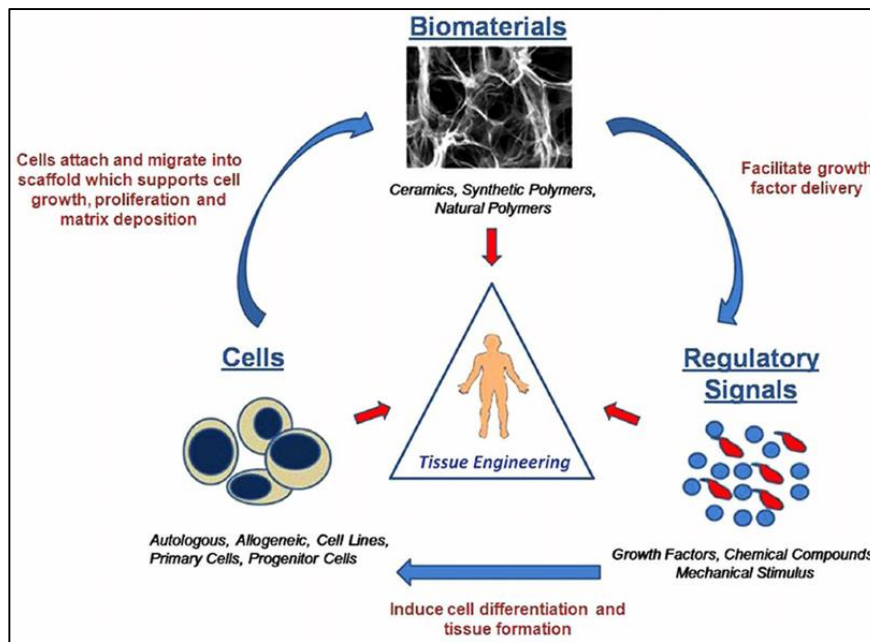 Biomaterials
Cells attach and migrate into
scaffold which supports cell
growth, proliferation and
matrix deposition
Facilitate growth
factor delivery
Ceramics, Synthetic Polymers,
Natural Polymers
Cells
Regulatory
Signals
Tissue Engineering
Autologous, Allogeneic, Cell Lines,
Primary Cells, Progenitor Cells
Growth Factors, Chemical Compounds
Mechanical Stimulus
Induce cell differentiation and
tissue formation